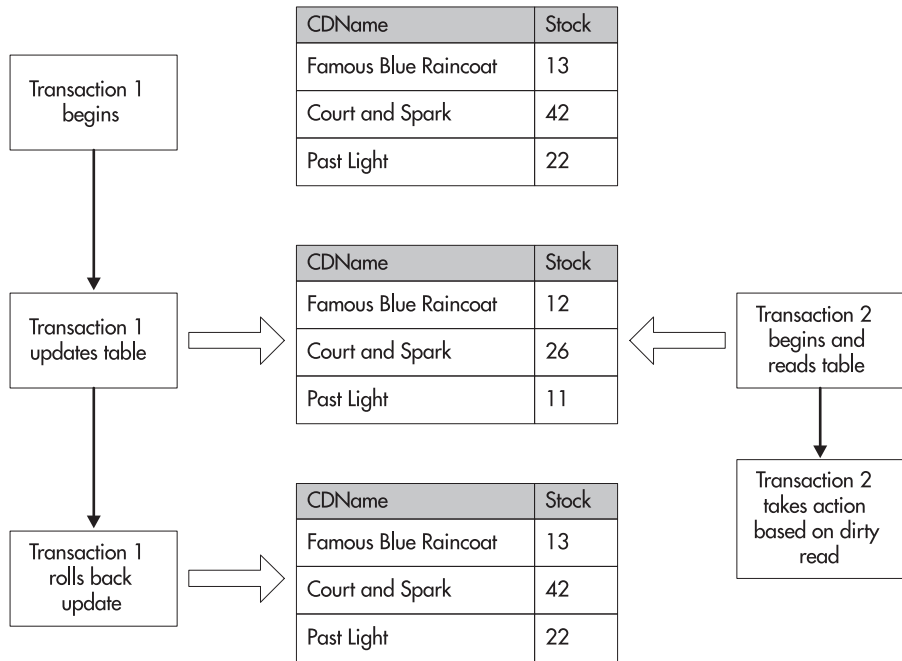 CDName Stock
Famous Blue Raincoat 13
Court and Spark 42
Past Light 22
Transaction 1
begins
CDName Stock
Famous Blue Raincoat 12
Court and Spark 26
Past Light 11
Transaction 1
updates table
Transaction 2
begins and
reads table
Transaction 2
takes action
based on dirty
read
CDName Stock
Famous Blue Raincoat 13
Court and Spark 42
Past Light 22
Transaction 1
rolls back
update